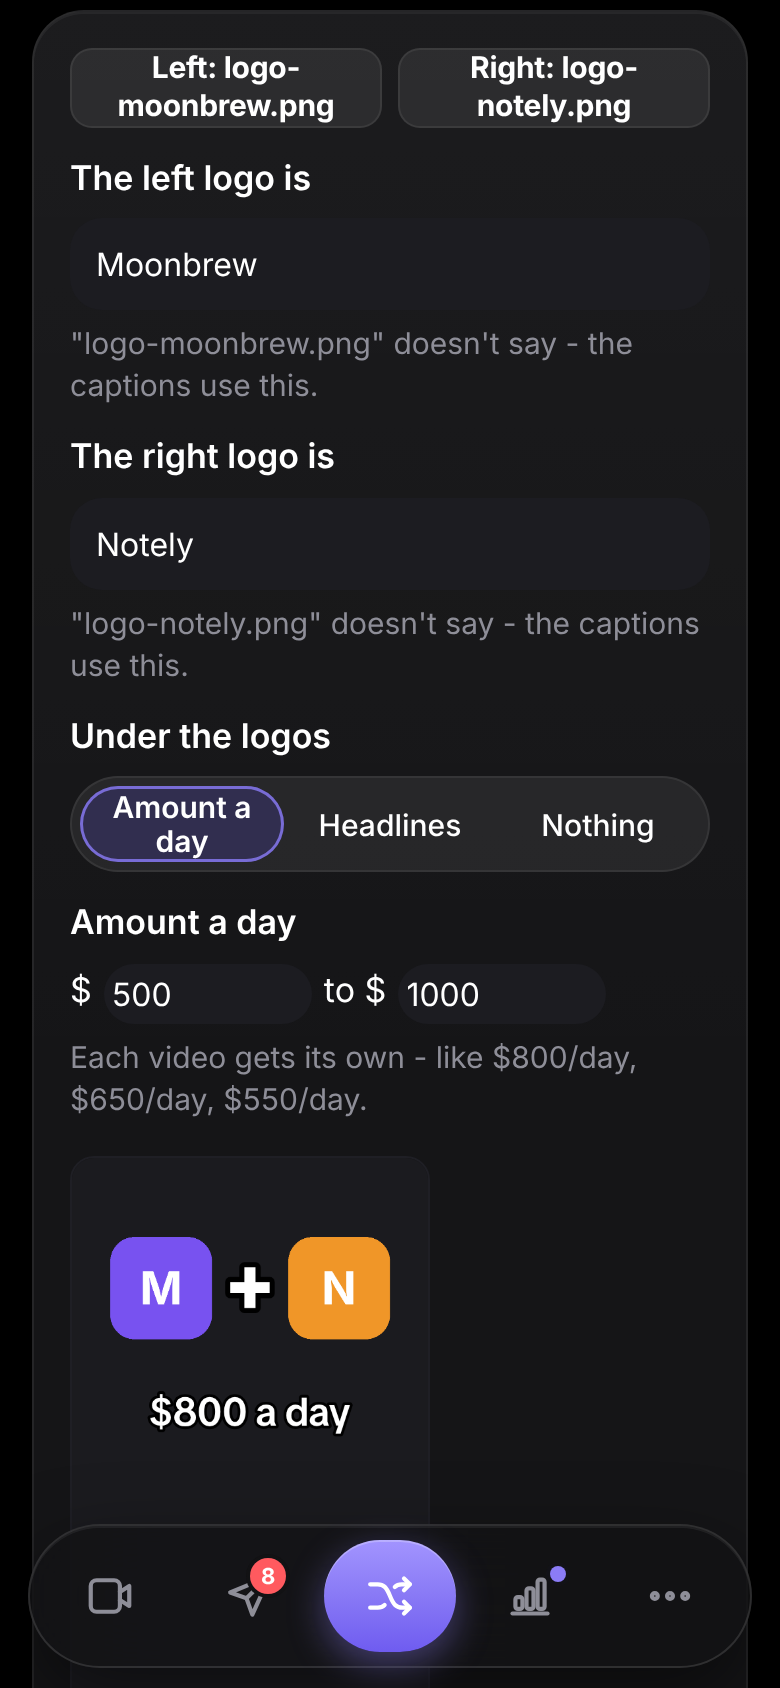 Left: logo-
moonbrew.png
Right: logo-
notely.png
The left logo is
Moonbrew
"logo-moonbrew.png" doesn't say - the
captions use this.
The right logo is
Notely
"logo-notely.png" doesn't say - the captions
use this.
Under the logos
Amount a
day
Headlines
Nothing
Amount a day
$ 500 to $ 1000
Each video gets its own - like $800/day,
$650/day, $550/day.
M + N
$800 a day
8